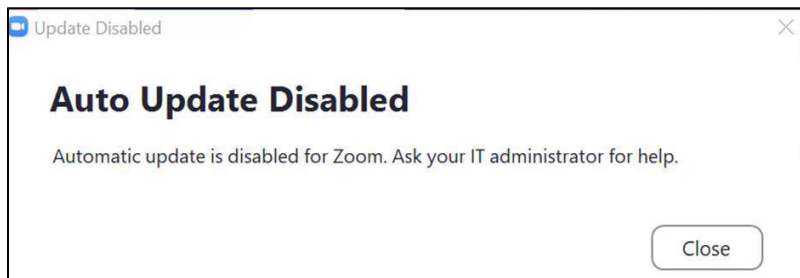 Update Disabled
Auto Update Disabled
Automatic update is disabled for Zoom. Ask your IT administrator for help.
Close